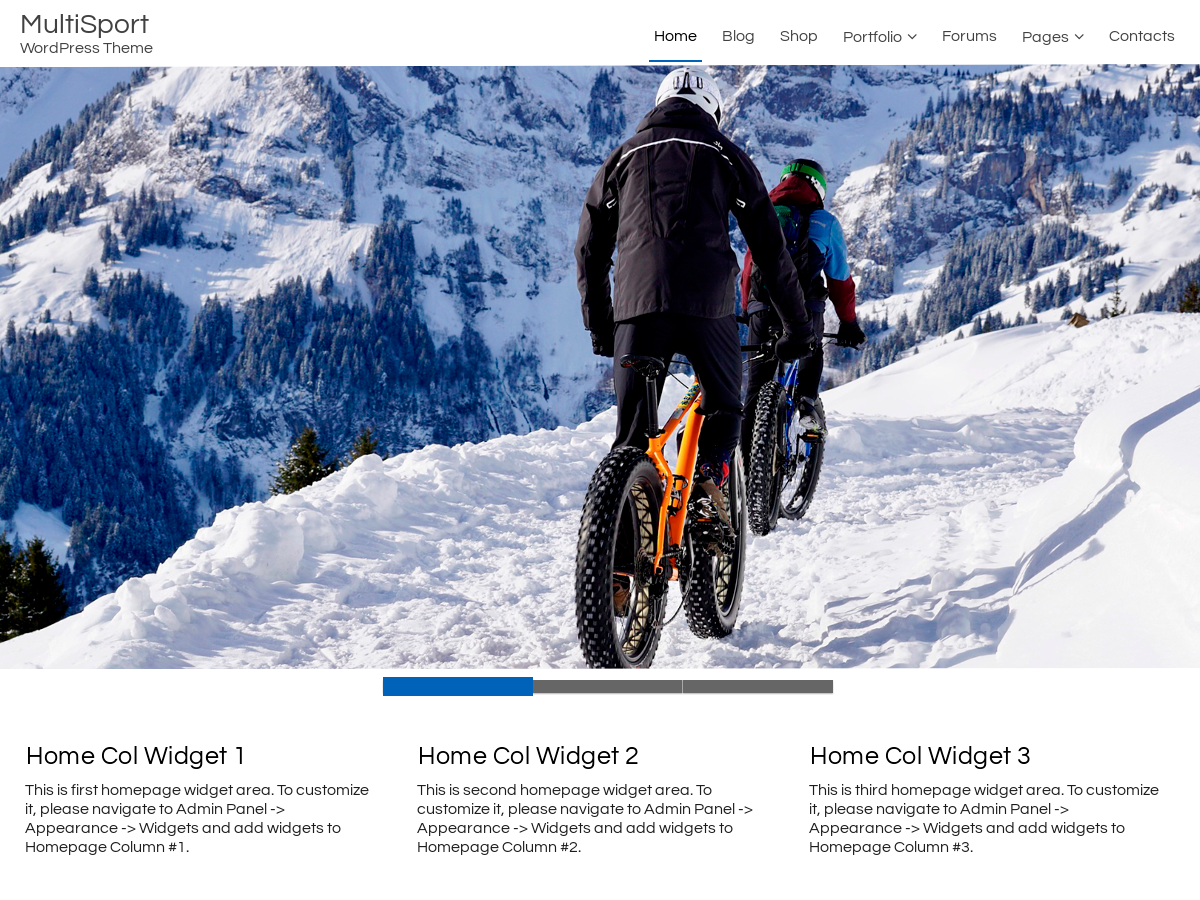 MultiSport
WordPress Theme
Home Blog Shop Portfolio Forums Pages Contacts
Home Col Widget 1
This is first homepage widget area. To customize
it, please navigate to Admin Panel ->
Appearance -> Widgets and add widgets to
Homepage Column #1.
Home Col Widget 2
This is second homepage widget area. To
customize it, please navigate to Admin Panel ->
Appearance -> Widgets and add widgets to
Homepage Column #2.
Home Col Widget 3
This is third homepage widget area. To customize
it, please navigate to Admin Panel ->
Appearance -> Widgets and add widgets to
Homepage Column #3.